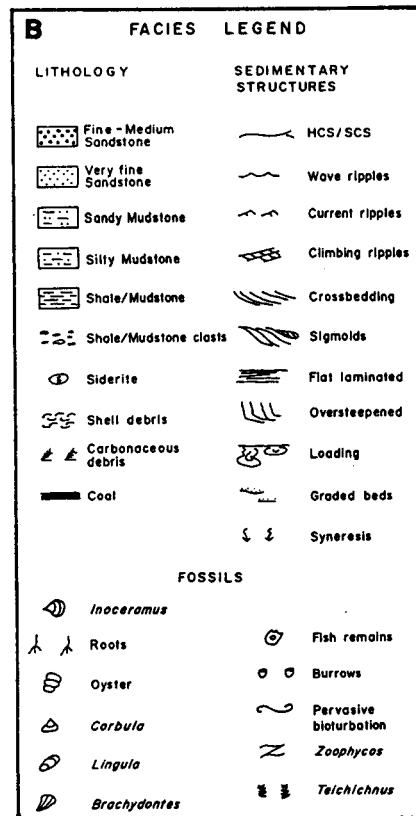 B FACIES LEGEND
LITHOLOGY
Fine-Medium
Sandstone
Very fine
Sandstone
Sandy Mudstone
Silty Mudstone
Shale/Mudstone
Shale/Mudstone clasts
Siderite
Shell debris
Carbonaceous
debris
Coal
SEDIMENTARY
STRUCTURES
HCS/SCS
Wave ripples
Current ripples
Climbing ripples
Crossbedding
Sigmoids
Flat laminated
Oversteepened
Loading
Graded beds
Syneresis
FOSSILS
Inoceramus
Roots
Oyster
Corbula
Lingula
Brachydontes
Fish remains
Burrows
Pervasive
bioturbation
Zoophycos
Teichichnus